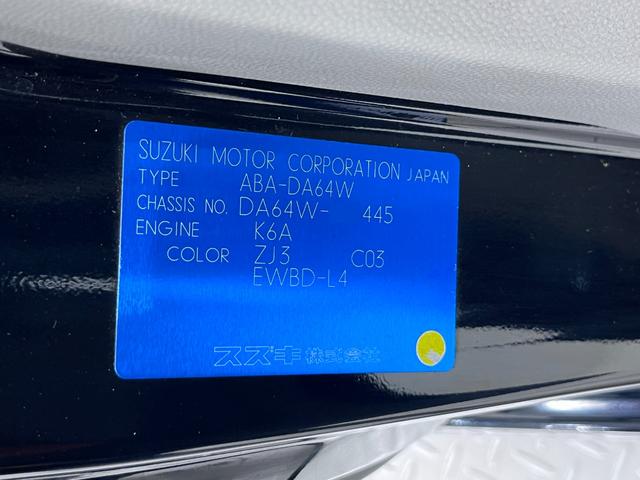 SUZUKI MOTOR CORPORATION JAPAN
TYPE ABA-DA64W
CHASSIS NO. DA64W- 445
ENGINE K6A
COLOR ZJ3 C03
EWBD-L4
スズキ株式会社